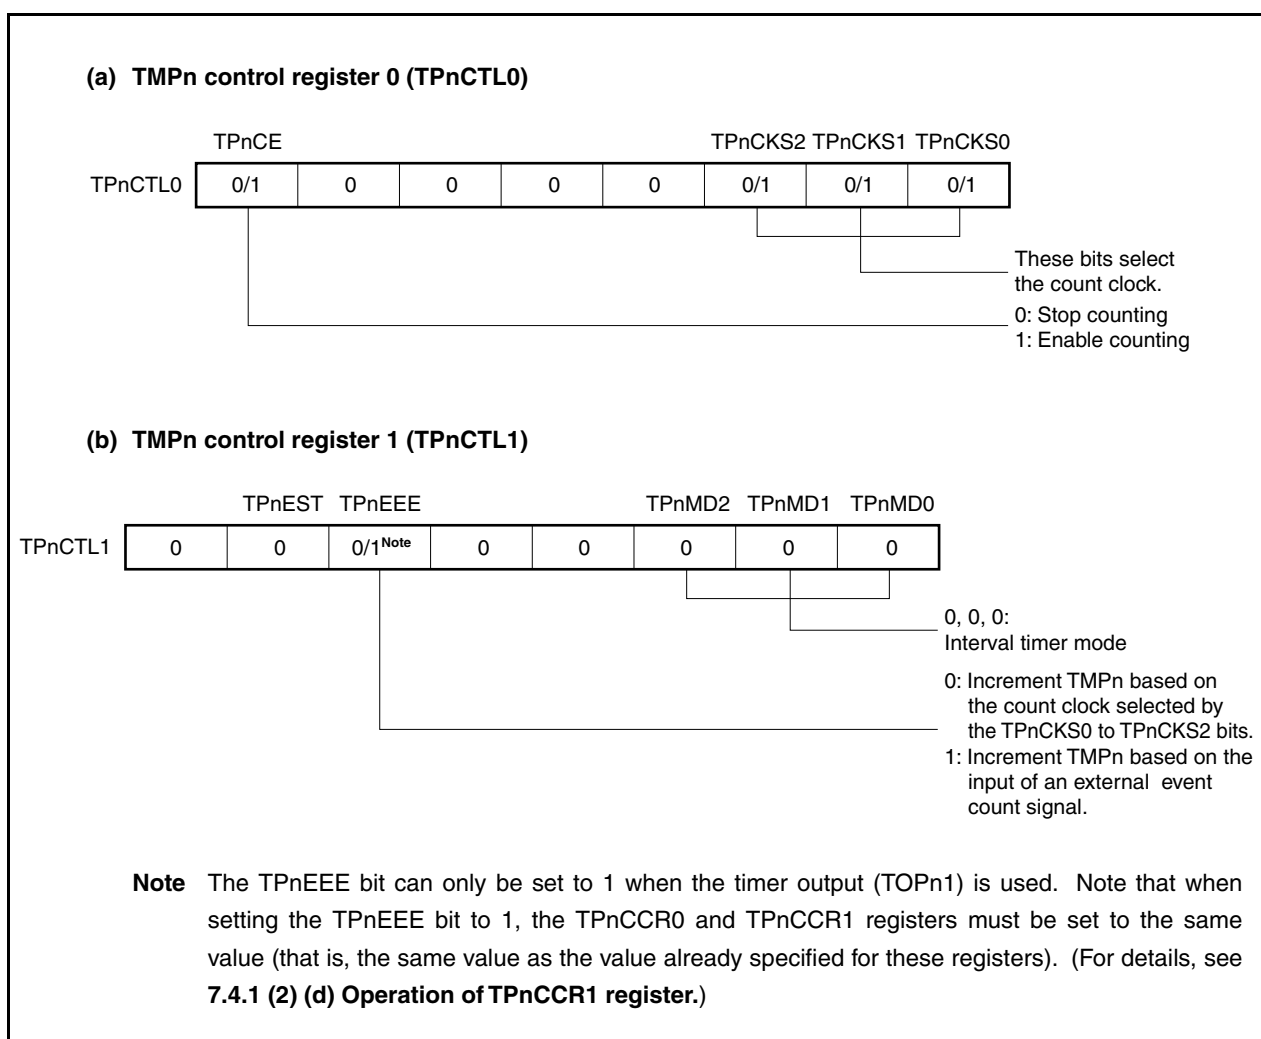 (a) TMPn control register 0 (TPnCTL0)
TPnCE TPnCKS2 TPnCKS1 TPnCKS0
TPnCTL0 0/1 0 0 0 0 0/1 0/1 0/1
These bits select
the count clock.
0: Stop counting
1: Enable counting
(b) TMPn control register 1 (TPnCTL1)
TPnEST TPnEEE TPnMD2 TPnMD1 TPnMD0
TPnCTL1 0 0 0/1Note 0 0 0 0 0
0, 0, 0:
Interval timer mode
0: Increment TMPn based on
the count clock selected by
the TPnCKS0 to TPnCKS2 bits.
1: Increment TMPn based on the
input of an external event
count signal.
Note The TPnEEE bit can only be set to 1 when the timer output (TOPn1) is used. Note that when
setting the TPnEEE bit to 1, the TPnCCR0 and TPnCCR1 registers must be set to the same
value (that is, the same value as the value already specified for these registers). (For details, see
7.4.1 (2) (d) Operation of TPnCCR1 register.)